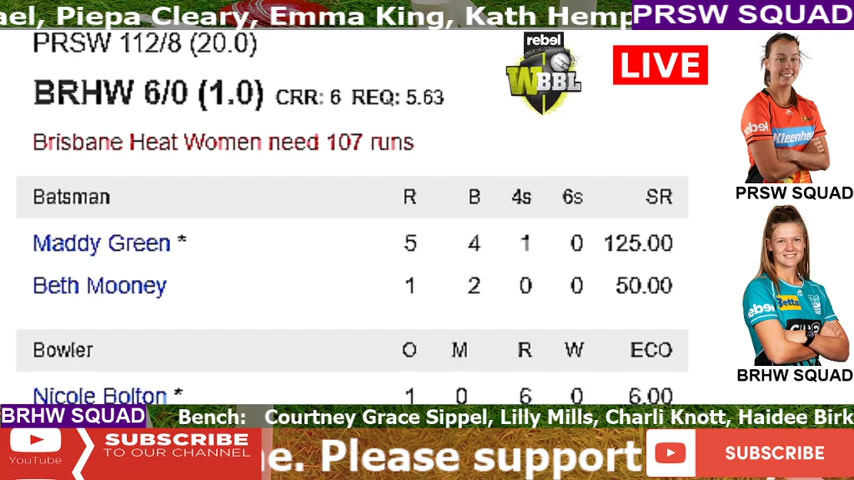 ael, Piepa Cleary, Emma King, Kath Hemp
PRSW SQUAD
PRSW 112/8 (20.0)
rebel
WBBL
LIVE
BRHW 6/0 (1.0) CRR: 6 REQ: 5.63
Brisbane Heat Women need 107 runs
Batsman R B 4s 6s SR
Maddy Green * 5 4 1 0 125.00
Beth Mooney 1 2 0 0 50.00
Bowler O M R W ECO
Nicole Bolton * 1 0 6 0 6.00
Kleenhe
PRSW SQUAD
Betta
BRHW SQUAD
BRHW SQUAD
Bench: Courtney Grace Sippel, Lilly Mills, Charli Knott, Haidee Birk
YouTube
SUBSCRIBE
TO OUR CHANNEL
e. Please support
SUBSCRIBE